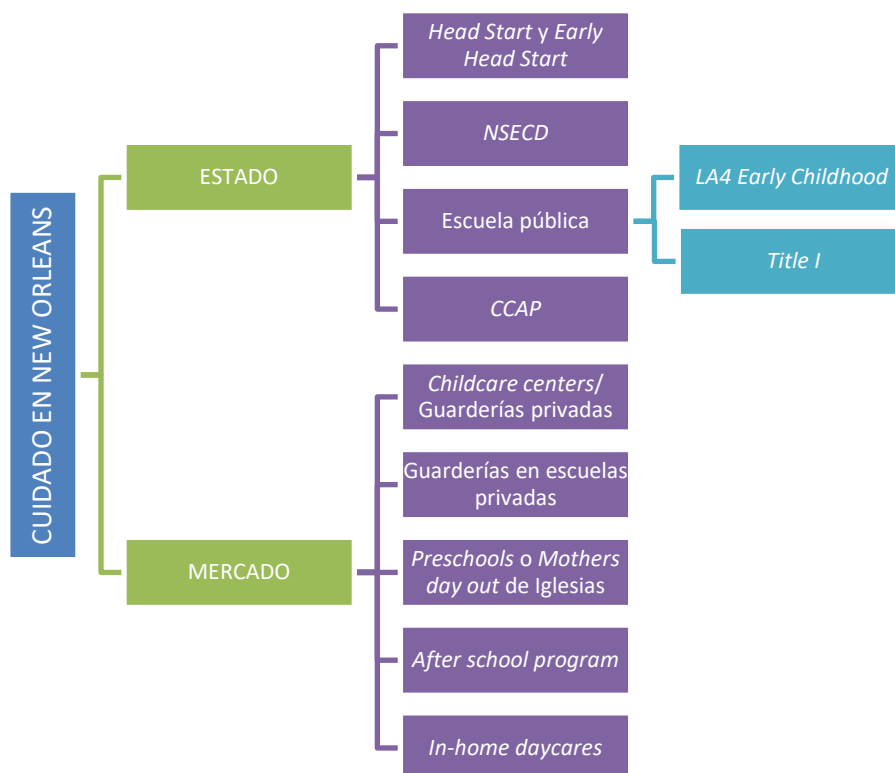 CUIDADO EN NEW ORLEANS
ESTADO
Head Start y Early
Head Start
NSECD
Escuela pública
LA4 Early Childhood
Title I
CCAP
MERCADO
Childcare centers/
Guarderías privadas
Guarderías en escuelas
privadas
Preschools o Mothers
day out de Iglesias
After school program
In-home daycares